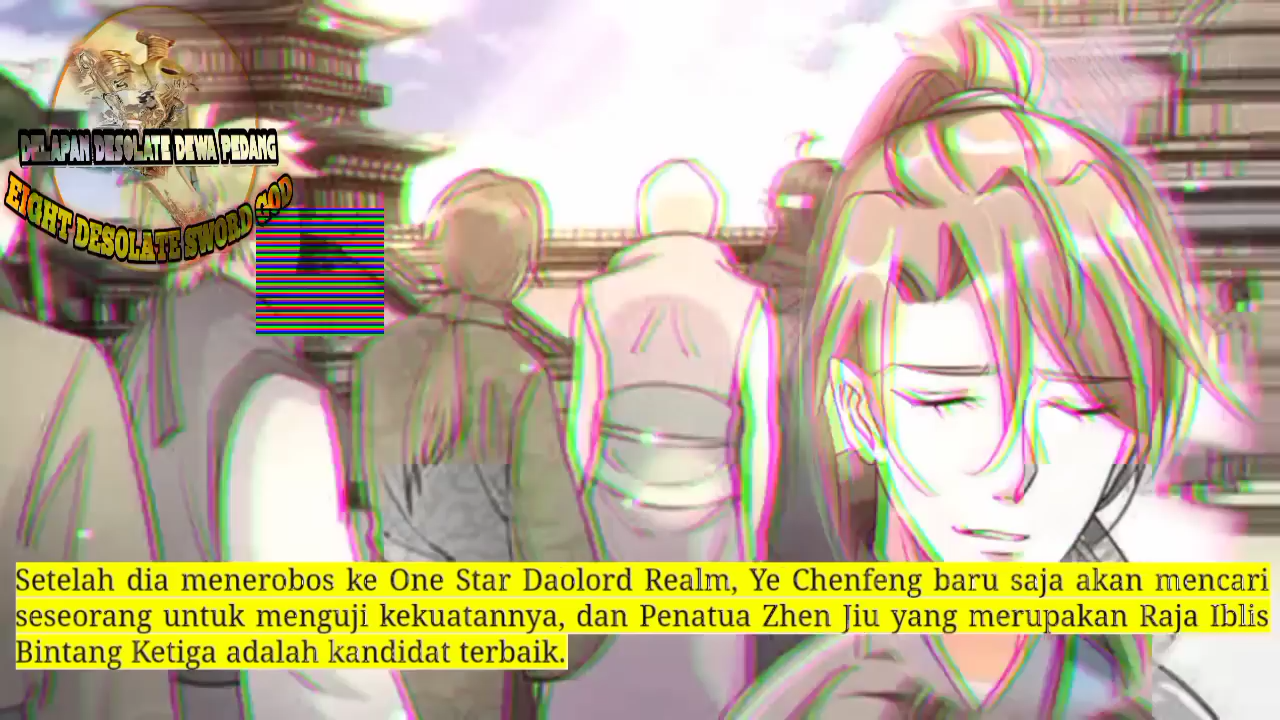 DELAPAN DESOLATE DEWA PEDANG
EIGHT DESOLATE SWORD GOD
Setelah dia menerobos ke One Star Daolord Realm, Ye Chenfeng baru saja akan mencari
seseorang untuk menguji kekuatannya, dan Penatua Zhen Jiu yang merupakan Raja Iblis
Bintang Ketiga adalah kandidat terbaik.